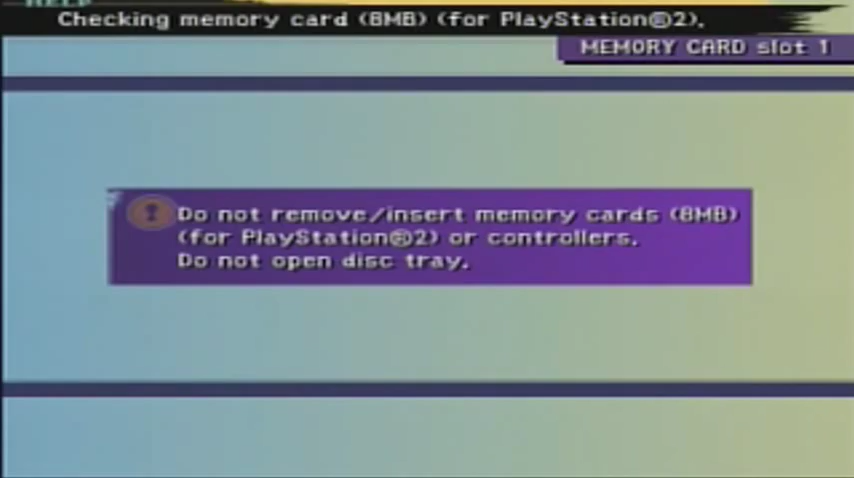 HELP
Checking memory card (8MB) (for PlayStation®2).
MEMORY CARD slot 1
Do not remove/insert memory cards (8MB)
(for PlayStation®2) or controllers.
Do not open disc tray.